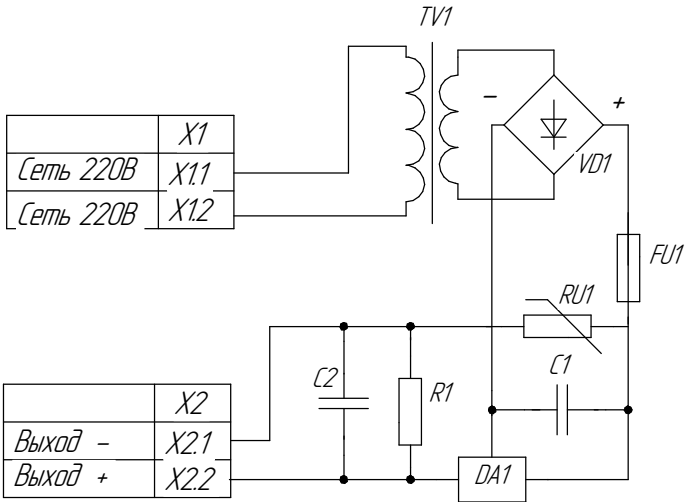 TV1
–
+
VD1
X1
Сеть 220В X1.1
Сеть 220В X1.2
FU1
RU1
C1
C2
R1
X2
Выход – X2.1
Выход + X2.2
DA1